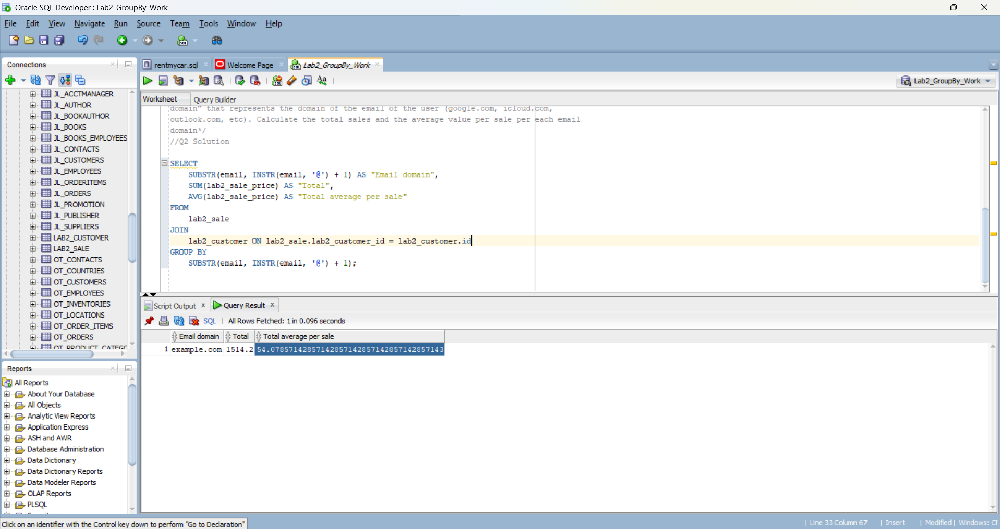 Oracle SQL Developer : Lab2_GroupBy_Work
File Edit View Navigate Run Source Team Tools Window Help
Connections
JL_ACCTMANAGER
JL_AUTHOR
JL_BOOKAUTHOR
JL_BOOKS
JL_BOOKS_EMPLOYEES
JL_CONTACTS
JL_CUSTOMERS
JL_EMPLOYEES
JL_ORDERITEMS
JL_ORDERS
JL_PROMOTION
JL_PUBLISHER
JL_SUPPLIERS
LAB2_CUSTOMER
LAB2_SALE
OT_CONTACTS
OT_COUNTRIES
OT_CUSTOMERS
OT_EMPLOYEES
OT_INVENTORIES
OT_LOCATIONS
OT_ORDER_ITEMS
OT_ORDERS
OT_PRODUCT_CATEGC
Reports
All Reports
About Your Database
All Objects
Analytic View Reports
Application Express
ASH and AWR
Database Administration
Data Dictionary
Data Dictionary Reports
Data Modeler Reports
OLAP Reports
PLSQL
rentmycar.sql Welcome Page Lab2_GroupBy_Work
Aa Lab2_GroupBy_Work
Worksheet Query Builder
domain" that represents the domain of the email of the user (google.com, icloud.com,
outlook.com, etc). Calculate the total sales and the average value per sale per each email
domain*/
//Q2 Solution
SELECT
SUBSTR(email, INSTR(email, '@') + 1) AS "Email domain",
SUM(lab2_sale_price) AS "Total",
AVG(lab2_sale_price) AS "Total average per sale"
FROM
lab2_sale
JOIN
lab2_customer ON lab2_sale.lab2_customer_id = lab2_customer.id
GROUP BY
SUBSTR(email, INSTR(email, '@') + 1);
Script Output Query Result
SQL All Rows Fetched: 1 in 0.096 seconds
Email domain Total Total average per sale
1 example.com 1514.2 54.07857142857142857142857142857142857143
Click on an identifier with the Control key down to perform "Go to Declaration"
Line 33 Column 67 Insert Modified Windows: CF